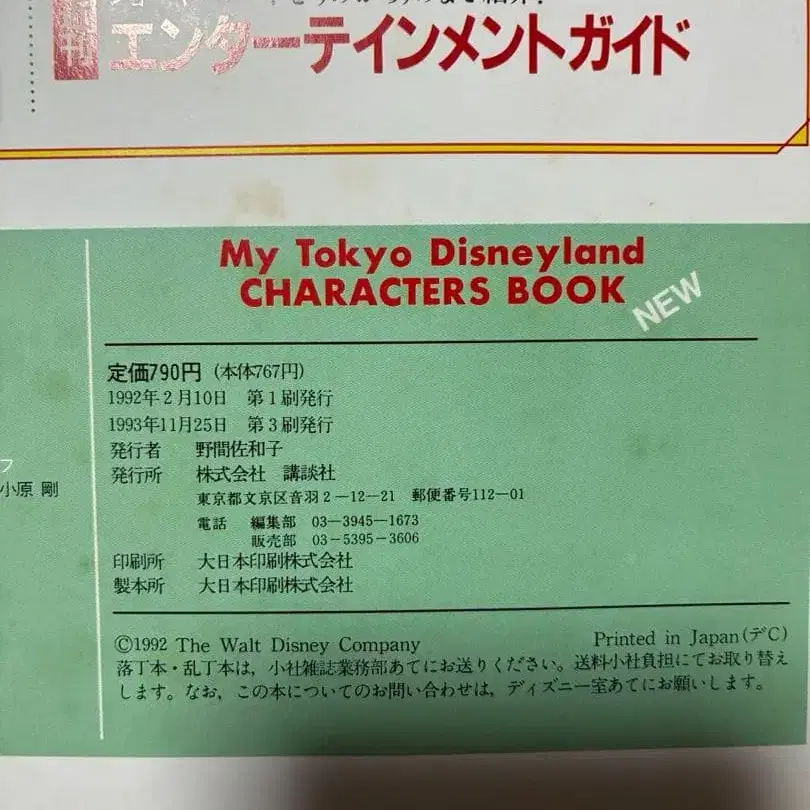 エンターテインメントガイド
My Tokyo Disneyland
CHARACTERS BOOK
NEW
定価790円 (本体767円)
1992年2月10日 第1刷発行
1993年11月25日 第3刷発行
発行者 野間佐和子
発行所 株式会社 講談社
東京都文京区音羽2―12―21 郵便番号112―01
電話 編集部 03―3945―1673
販売部 03―5395―3606
小原 剛
印刷所 大日本印刷株式会社
製本所 大日本印刷株式会社
©1992 The Walt Disney Company Printed in Japan(デC)
落丁本・乱丁本は、小社雑誌業務部あてにお送りください。送料小社負担にてお取り替え
します。なお、この本についてのお問い合わせは、ディズニー室あてにお願いします。